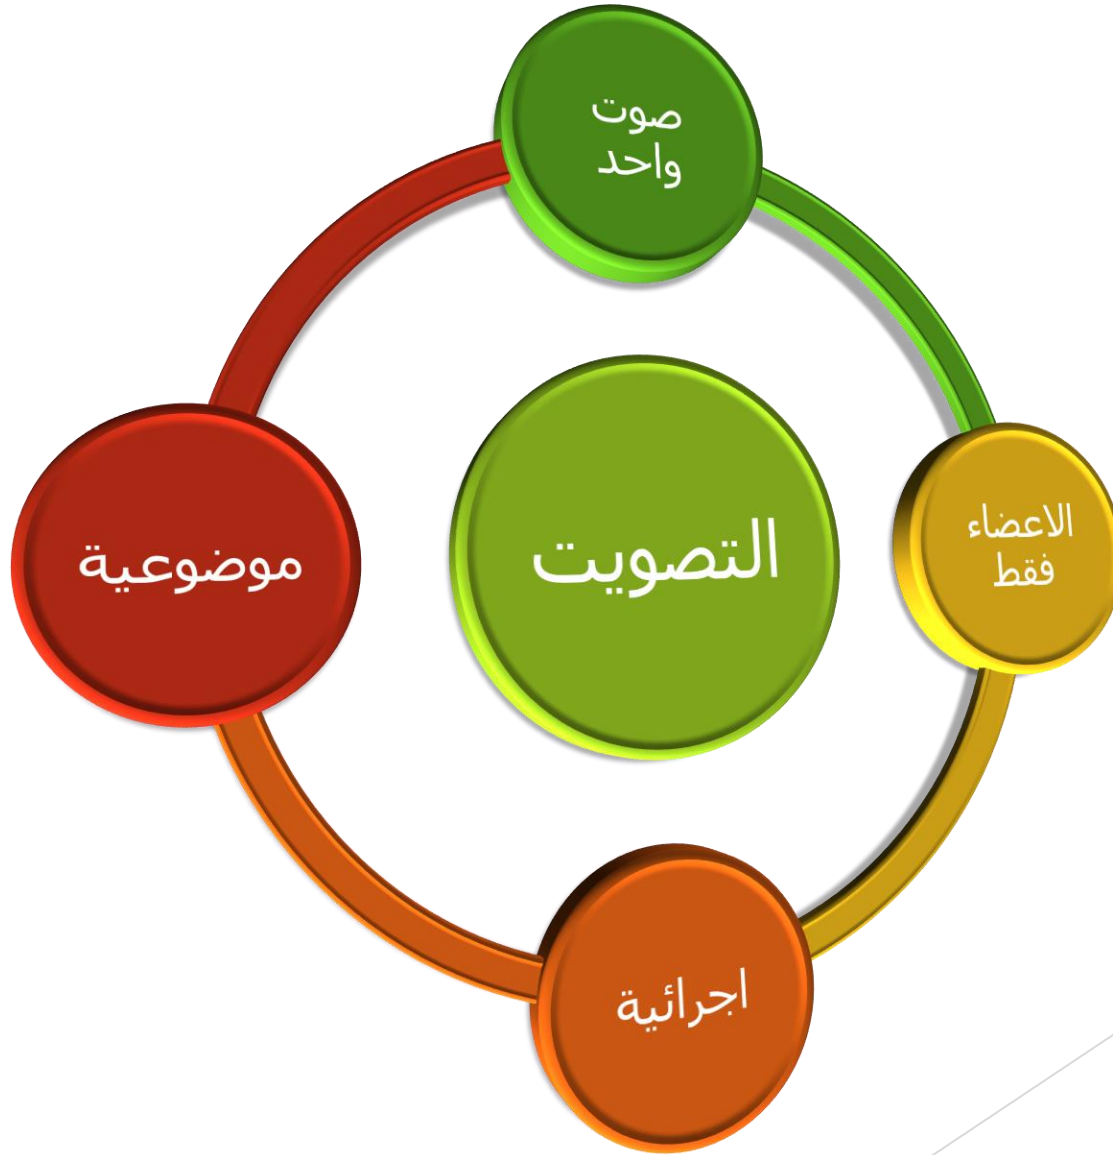 صوت
واحد
التصويت
الاعضاء
فقط
اجرائية
موضوعية